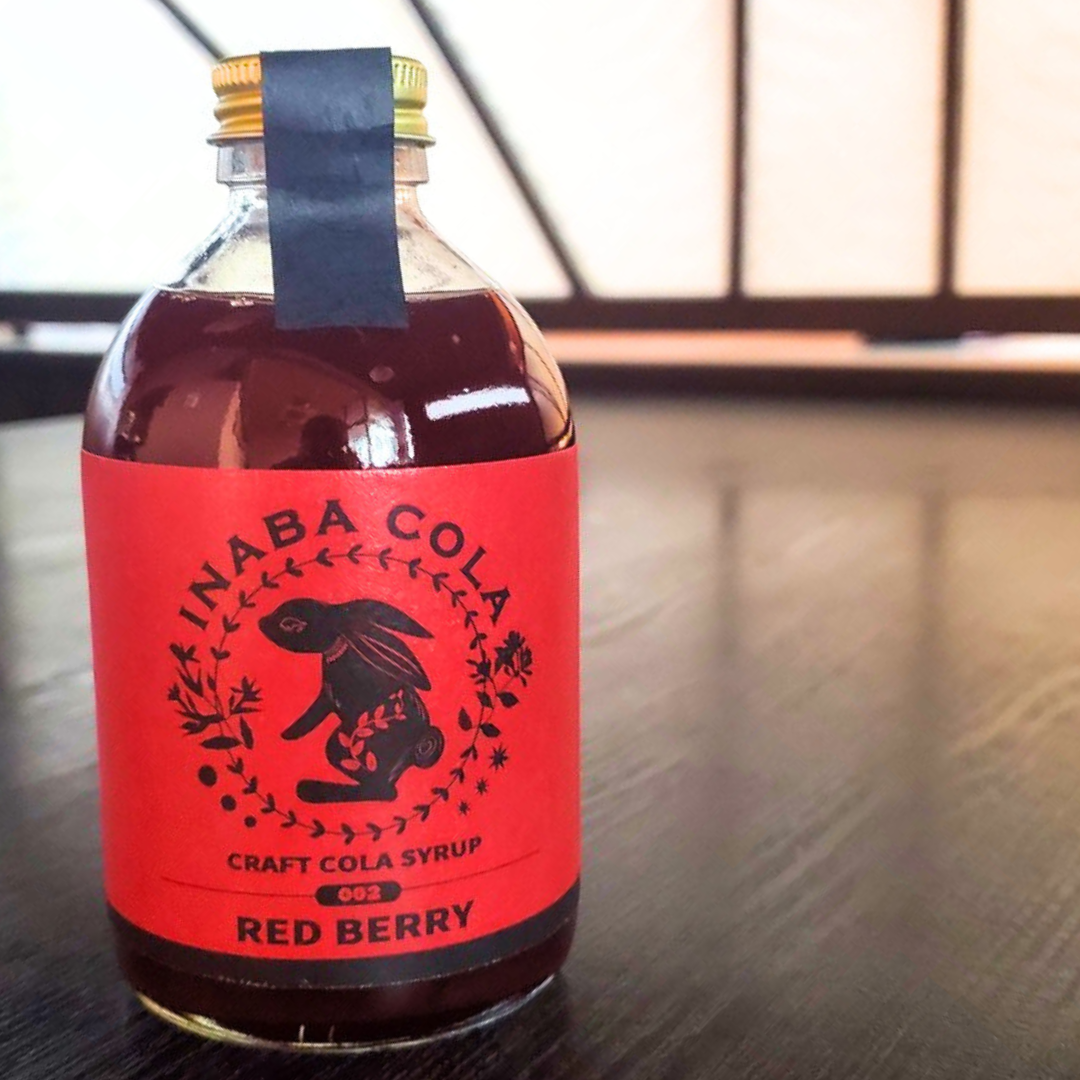 INABA COLA
CRAFT COLA SYRUP
002
RED BERRY